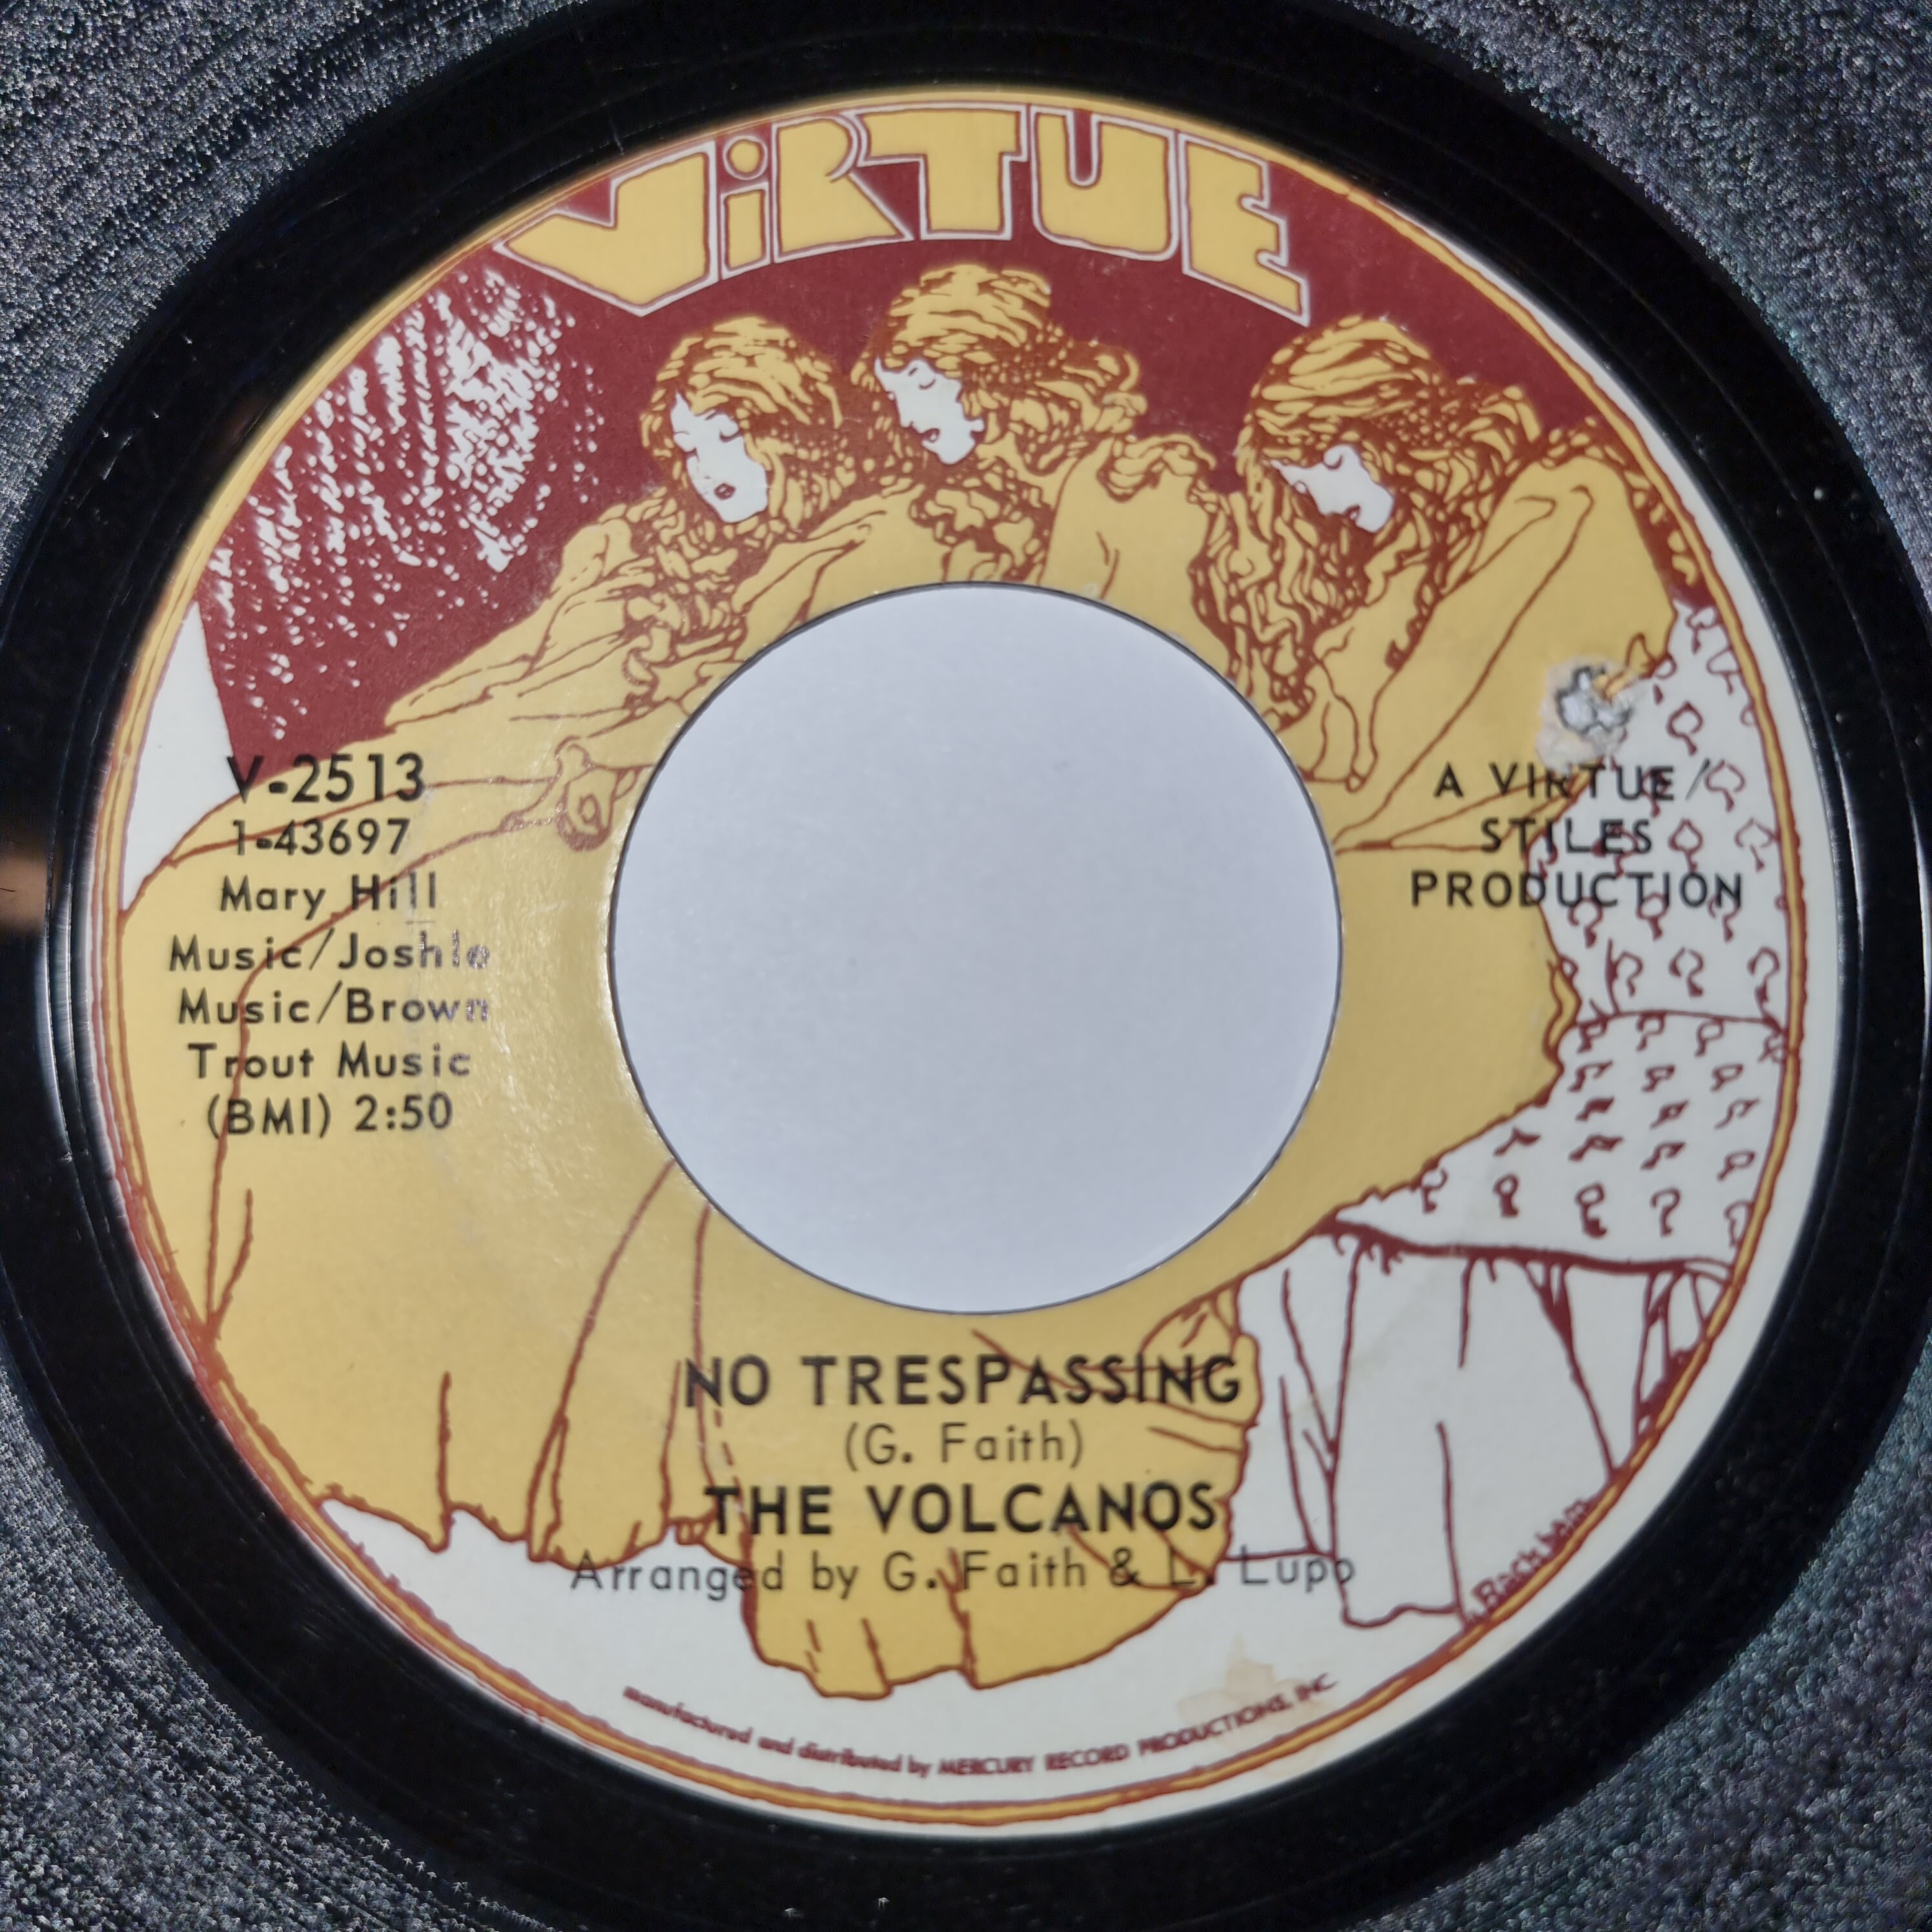 ViRTUE
V-2513
1-43697
Mary Hill
Music/Joshie
Music/Brown
Trout Music
(BMI) 2:50
A VIRTUE/
STILES
PRODUCTION
NO TRESPASSING
(G. Faith)
THE VOLCANOS
Arranged by G. Faith & L. Lupo
manufactured and distributed by MERCURY RECORD PRODUCTIONS, INC